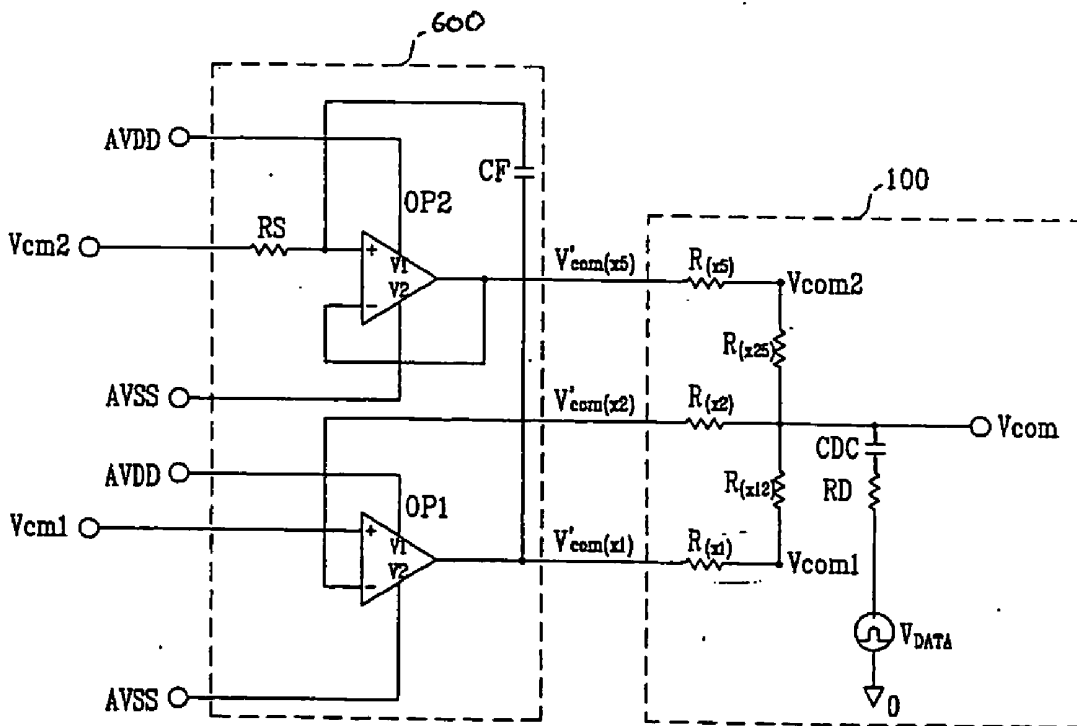 600
AVDD
CF
100
OP2
RS
Vcm2
+
V1
V2
-
V'com(x5)
R(x5)
Vcom2
R(x25)
AVSS
V'com(x2)
R(x2)
Vcom
CDC
AVDD
RD
R(x12)
OP1
Vcm1
+
V1
V2
-
V'com(x1)
R(x1)
Vcom1
VDATA
AVSS
0